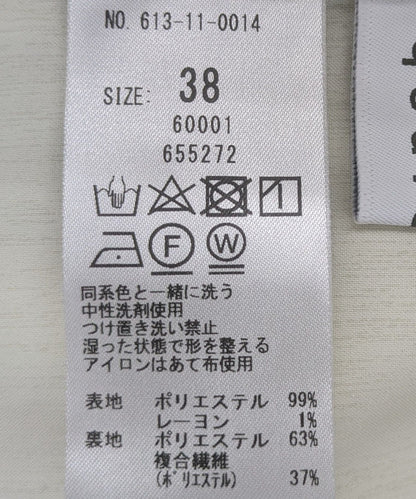 NO. 613-11-0014
SIZE: 38
60001
655272
F W
同系色と一緒に洗う
中性洗剤使用
つけ置き洗い禁止
湿った状態で形を整える
アイロンはあて布使用
表地 ポリエステル 99%
レーヨン 1%
裏地 ポリエステル 63%
複合繊維
(ﾎﾟﾘｴｽﾃﾙ) 37%